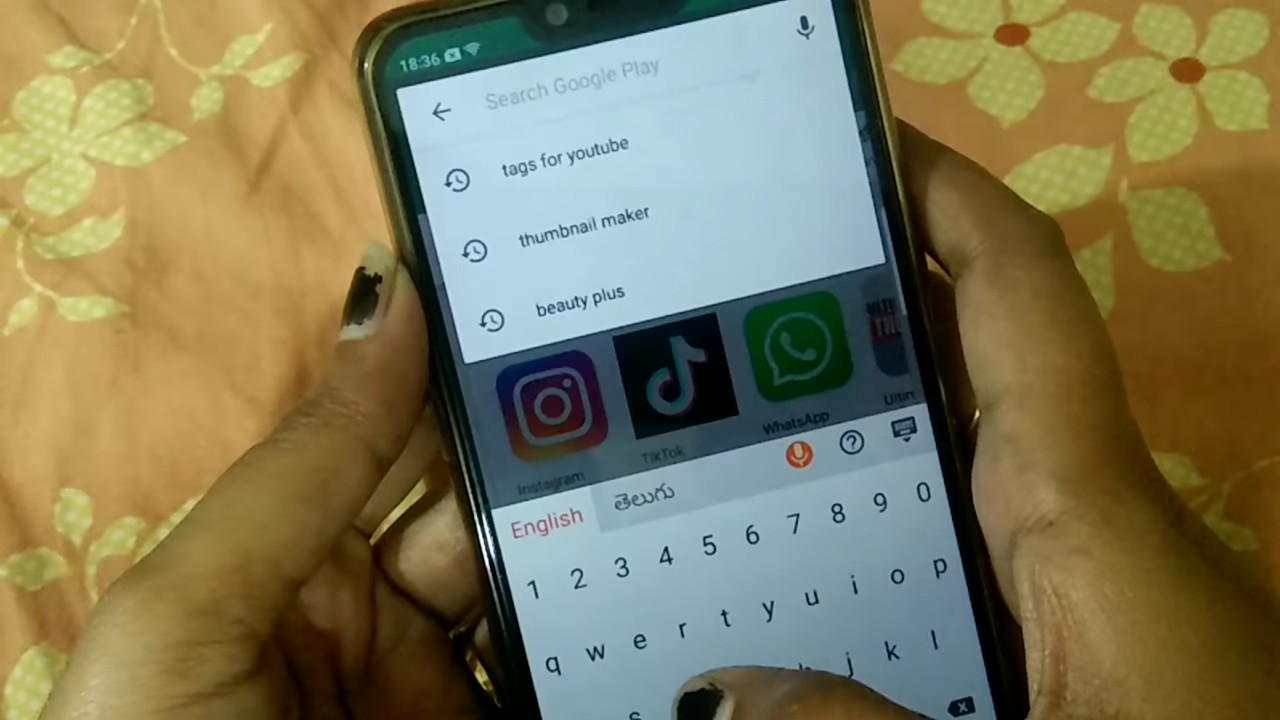 18:36
Search Google Play
tags for youtube
thumbnail maker
beauty plus
Instagram
TikTok
WhatsApp
English తెలుగు
1 2 3 4 5 6 7 8 9 0
q w e r t y u i o p
j k l